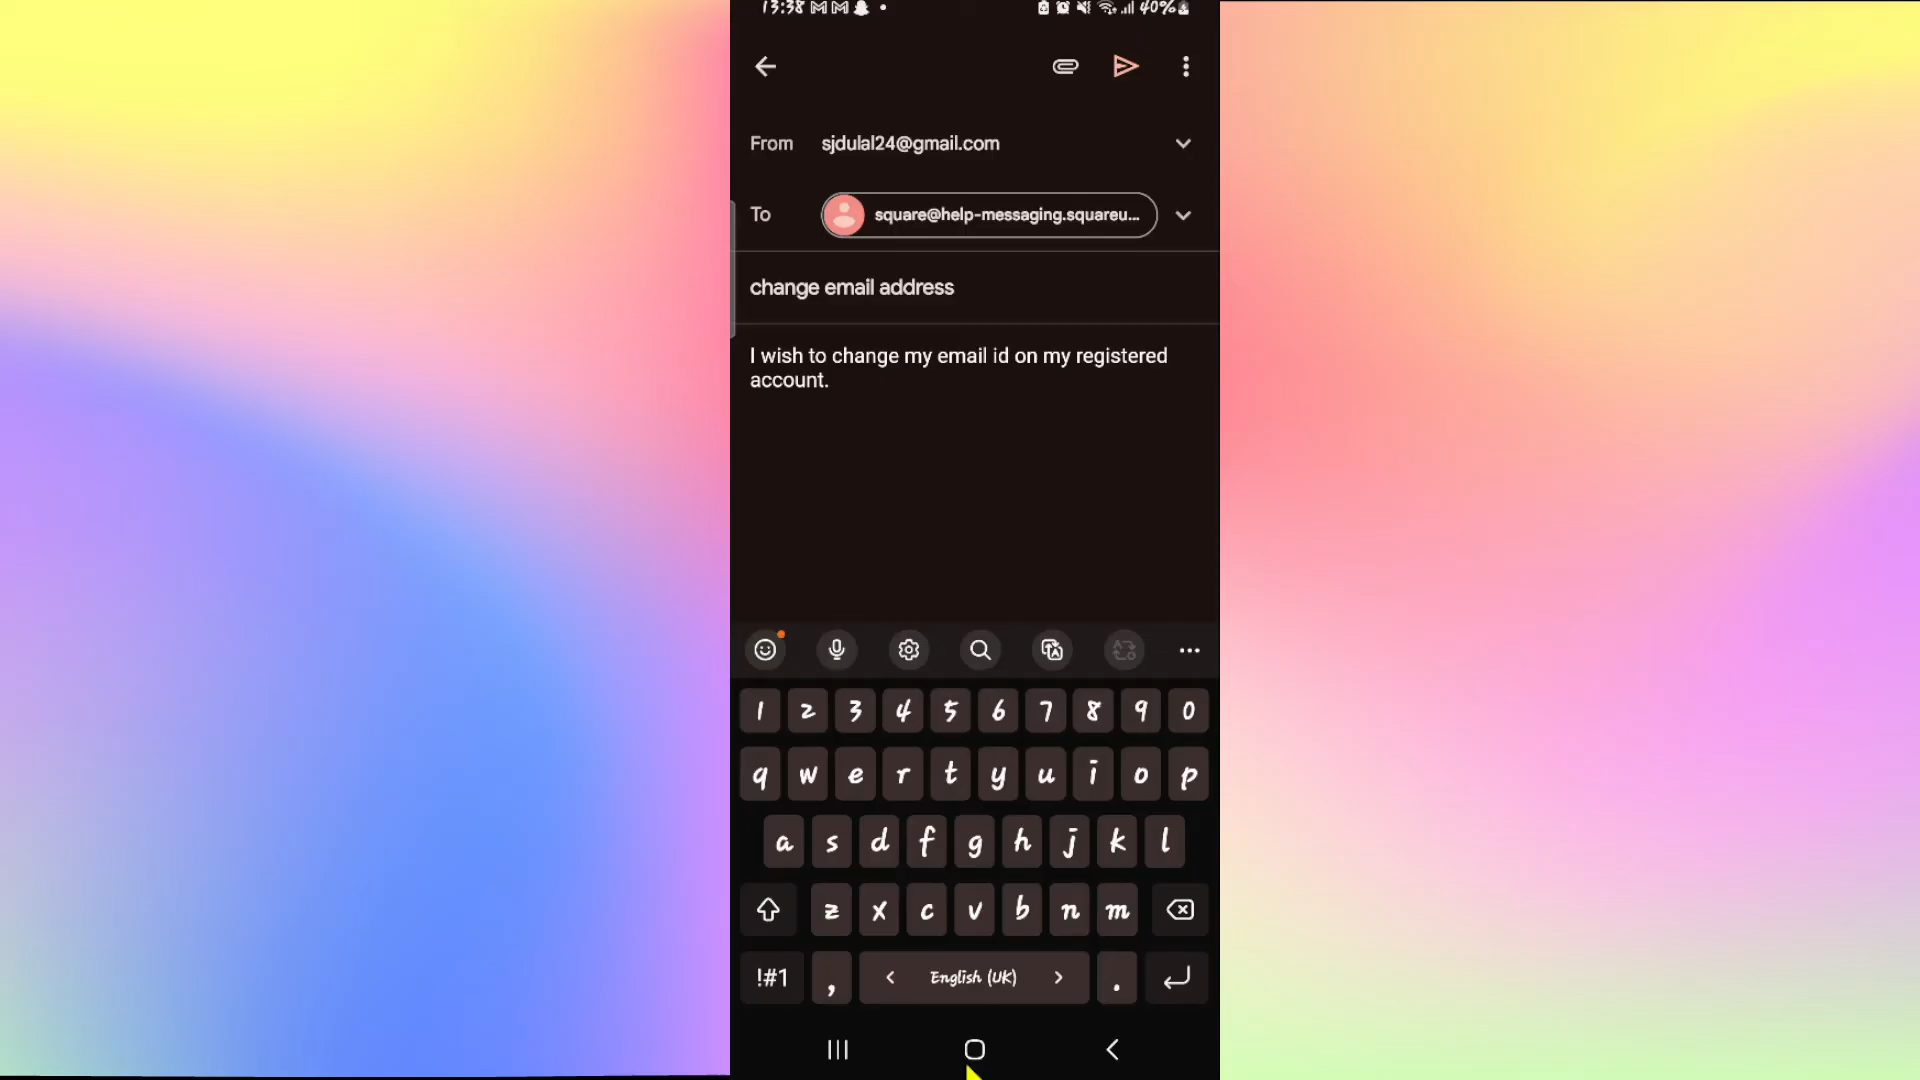 13:38 40%
From sjdulal24@gmail.com
To square@help-messaging.squareu...
change email address
I wish to change my email id on my registered
account.
1 2 3 4 5 6 7 8 9 0
q w e r t y u i o p
a s d f g h j k l
z x c v b n m
!#1 , < English (UK) > .